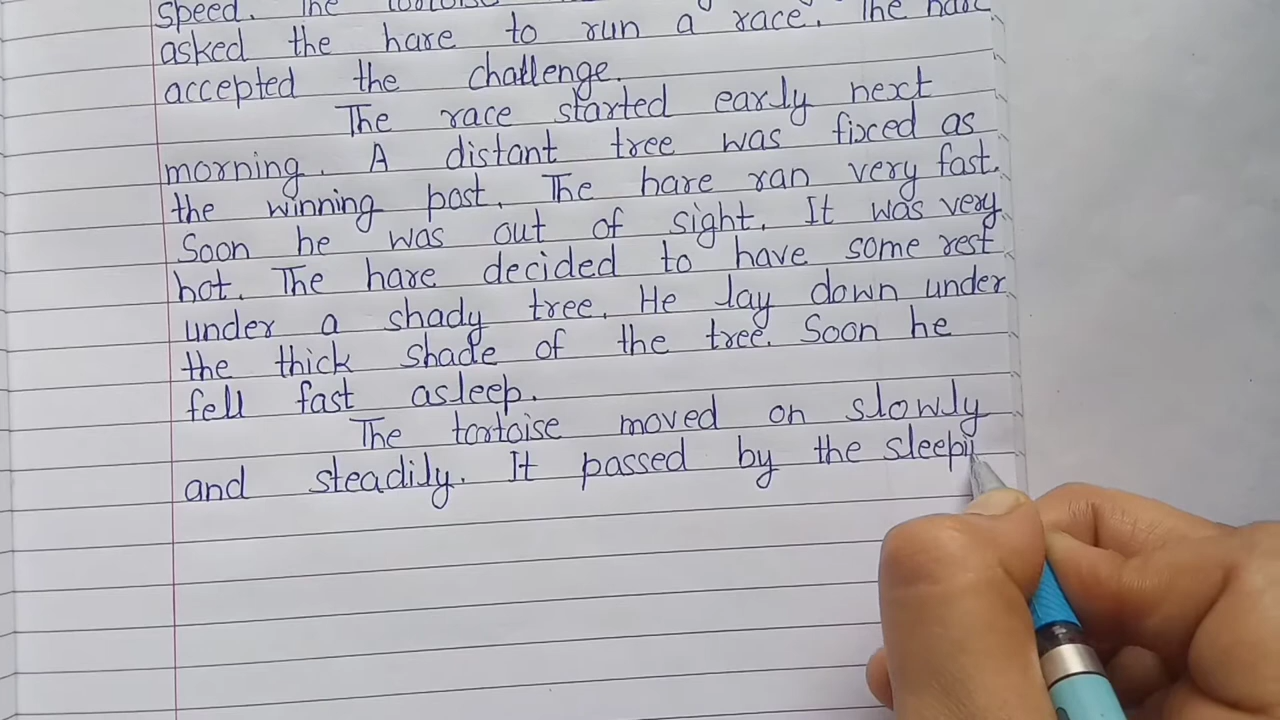 speed. The tortoise
asked the hare to run a race. The hare
accepted the challenge.
The race started early next
morning. A distant tree was fixed as
the winning post. The hare ran very fast.
Soon he was out of sight. It was very
hot. The hare decided to have some rest
under a shady tree. He lay down under
the thick shade of the tree. Soon he
fell fast asleep.
The tortoise moved on slowly
and steadily. It passed by the sleepi